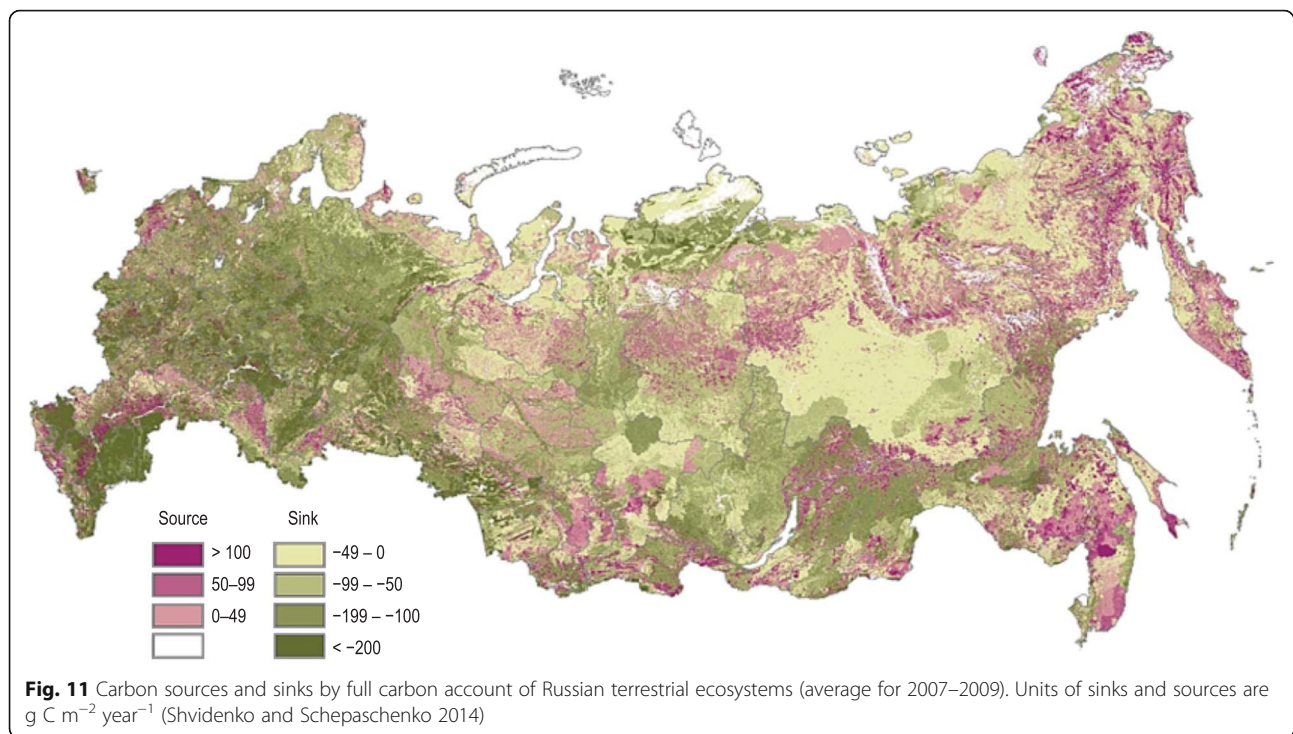 Source Sink
> 100 −49 – 0
50–99 −99 – −50
0–49 −199 – −100
< −200
Fig. 11 Carbon sources and sinks by full carbon account of Russian terrestrial ecosystems (average for 2007–2009). Units of sinks and sources are
g C m⁻² year⁻¹ (Shvidenko and Schepaschenko 2014)